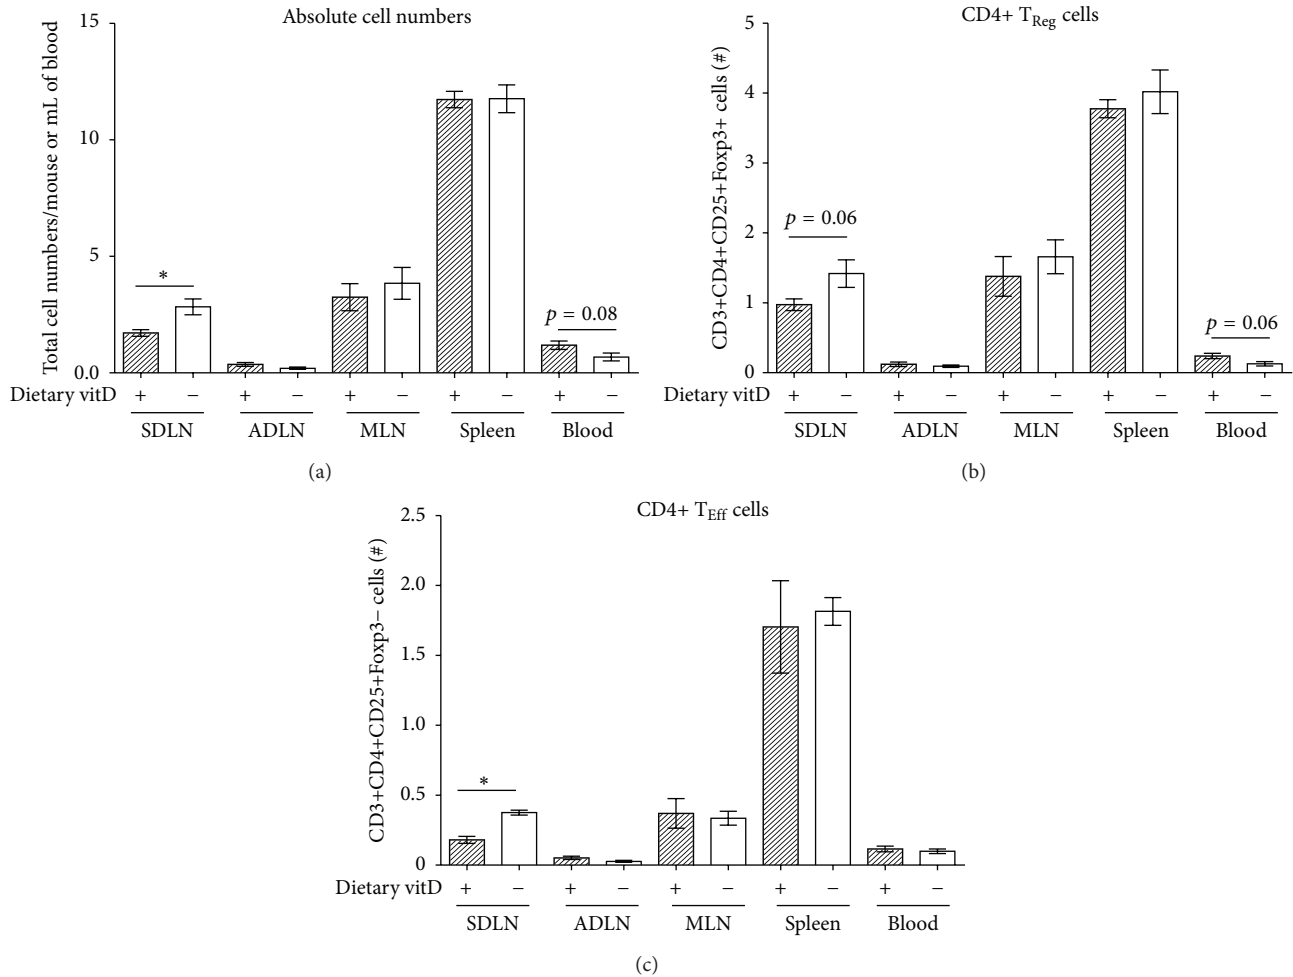 Absolute cell numbers
Total cell numbers/mouse or mL of blood
15
10
5
0.0
*
p = 0.08
Dietary vitD + − + − + − + − + −
SDLN ADLN MLN Spleen Blood
(a)
CD4+ TReg cells
CD3+CD4+CD25+Foxp3+ cells (#)
5
4
3
2
1
0
p = 0.06
p = 0.06
Dietary vitD + − + − + − + − + −
SDLN ADLN MLN Spleen Blood
(b)
CD4+ TEff cells
CD3+CD4+CD25+Foxp3− cells (#)
2.5
2.0
1.5
1.0
0.5
0
*
Dietary vitD + − + − + − + − + −
SDLN ADLN MLN Spleen Blood
(c)